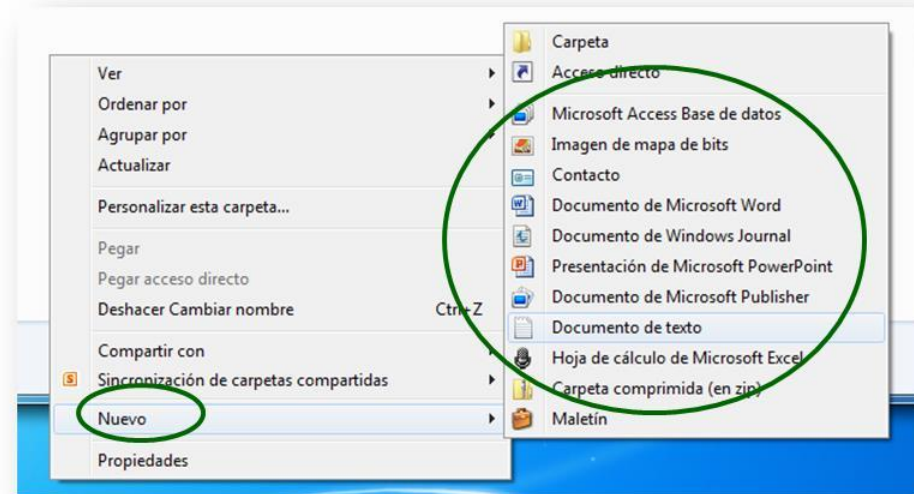 Ver
Ordenar por
Agrupar por
Actualizar
Personalizar esta carpeta...
Pegar
Pegar acceso directo
Deshacer Cambiar nombre Ctrl+Z
Compartir con
S Sincronización de carpetas compartidas
Nuevo
Propiedades
Carpeta
Acceso directo
Microsoft Access Base de datos
Imagen de mapa de bits
Contacto
Documento de Microsoft Word
Documento de Windows Journal
Presentación de Microsoft PowerPoint
Documento de Microsoft Publisher
Documento de texto
Hoja de cálculo de Microsoft Excel
Carpeta comprimida (en zip)
Maletín